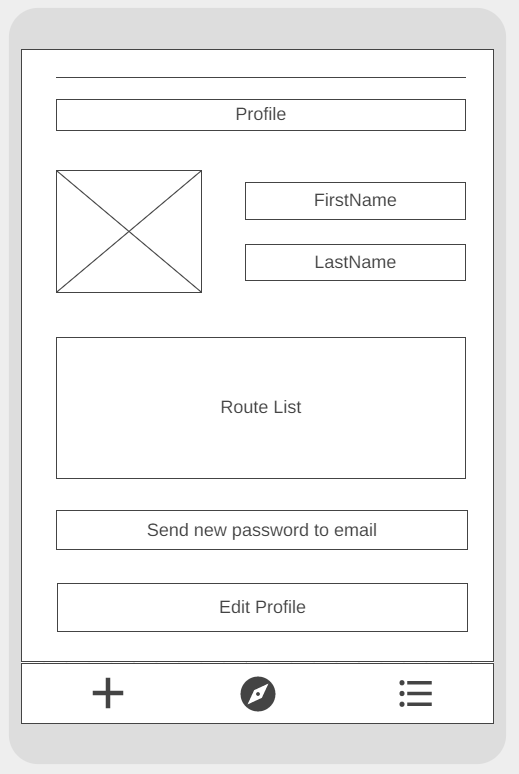 Profile
FirstName
LastName
Route List
Send new password to email
Edit Profile